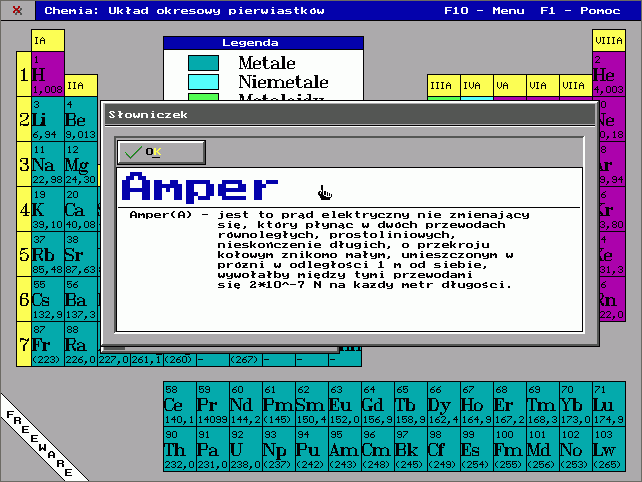 Chemia: Układ okresowy pierwiastków F10 - Menu F1 - Pomoc
IA VIIIA
Legenda
1 1 H 1,008 2 He 4,003
Metale
Niemetale
IIA IIIA IVA VA VIA VIIA
Słowniczek
OK
Amper
Amper(A) - jest to prąd elektryczny nie zmienający
się, który płynąc w dwóch przewodach
równoległych, prostoliniowych,
nieskończenie długich, o przekroju
kołowym znikomo małym, umieszczonym w
próżni w odległości 1 m od siebie,
wywołałby między tymi przewodami
się 2*10^-7 N na każdy metr długości.
2 3 Li 6,94 4 Be 9,013
3 11 Na 22,98 12 Mg 24,30
4 19 K 39,10 20 Ca 40,08
5 37 Rb 85,48 38 Sr 87,63
6 55 Cs 132,9 56 Ba 137,3
7 87 Fr (223) 88 Ra 226,0 227,0 261,1 (260) - (267) - - -
58 59 60 61 62 63 64 65 66 67 68 69 70 71
Ce Pr Nd Pm Sm Eu Gd Tb Dy Ho Er Tm Yb Lu
140,1 14099 144,2 (145) 150,4 152,0 156,9 158,9 162,4 164,9 167,2 168,3 173,0 174,9
90 91 92 93 94 95 96 97 98 99 100 101 102 103
Th Pa U Np Pu Am Cm Bk Cf Es Fm Md No Lw
232,0 231,0 238,0 (237) (242) (243) (248) (245) (249) (254) (255) (256) (253) (265)
FREEWARE